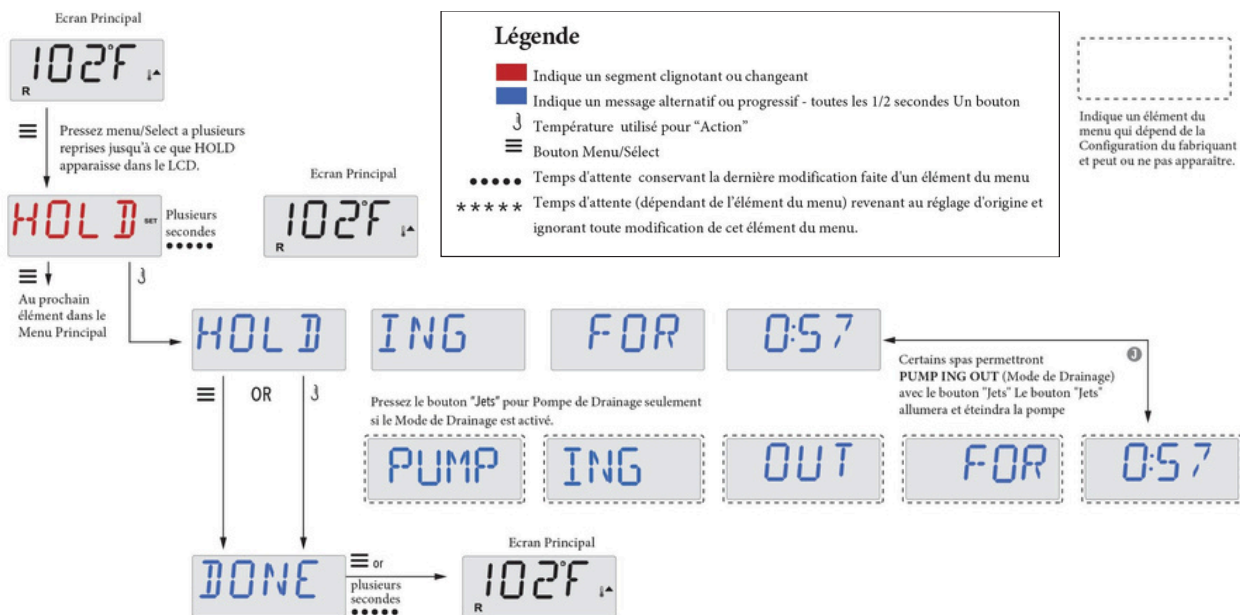 Ecran Principal
102°F
R
Pressez menu/Select a plusieurs
reprises jusqu'à ce que HOLD
apparaisse dans le LCD.
HOLD SET
Plusieurs
secondes
•••••
Ecran Principal
102°F
R
Au prochain
élément dans le
Menu Principal
Légende
Indique un segment clignotant ou changeant
Indique un message alternatif ou progressif - toutes les 1/2 secondes Un bouton
Température utilisé pour “Action”
Bouton Menu/Sélect
••••• Temps d'attente conservant la dernière modification faite d'un élément du menu
***** Temps d'attente (dépendant de l'élément du menu) revenant au réglage d'origine et
ignorant toute modification de cet élément du menu.
Indique un élément du
menu qui dépend de la
Configuration du fabriquant
et peut ou ne pas apparaître.
HOLD ING FOR 0:57
OR
Pressez le bouton "Jets" pour Pompe de Drainage seulement
si le Mode de Drainage est activé.
Certains spas permettront
PUMP ING OUT (Mode de Drainage)
avec le bouton "Jets" Le bouton "Jets"
allumera et éteindra la pompe
J
PUMP ING OUT FOR 0:57
DONE
or
plusieurs
secondes
•••••
Ecran Principal
102°F
R